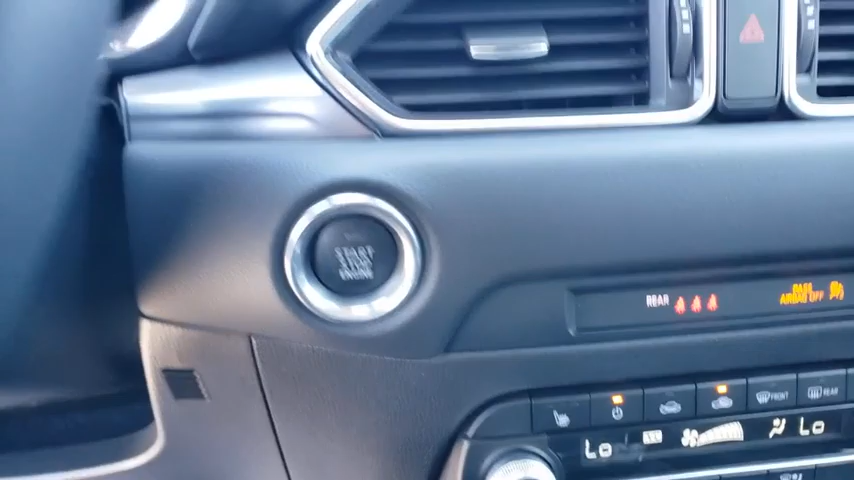 START
STOP
ENGINE
REAR
PASS
AIRBAG OFF
FRONT
REAR
Lo
Lo